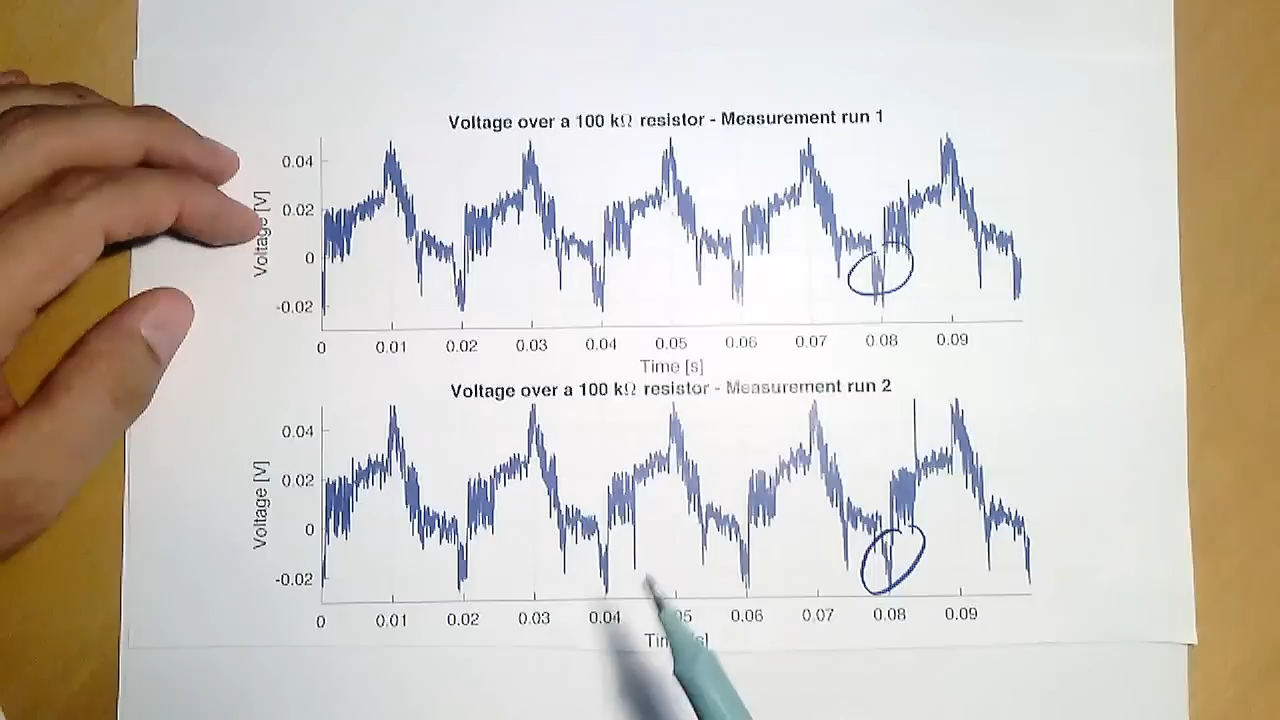 Voltage over a 100 kΩ resistor - Measurement run 1
Voltage [V]
0.04
0.02
0
-0.02
0 0.01 0.02 0.03 0.04 0.05 0.06 0.07 0.08 0.09
Time [s]
Voltage over a 100 kΩ resistor - Measurement run 2
Voltage [V]
0.04
0.02
0
-0.02
0 0.01 0.02 0.03 0.04 05 0.06 0.07 0.08 0.09
Tim [s]